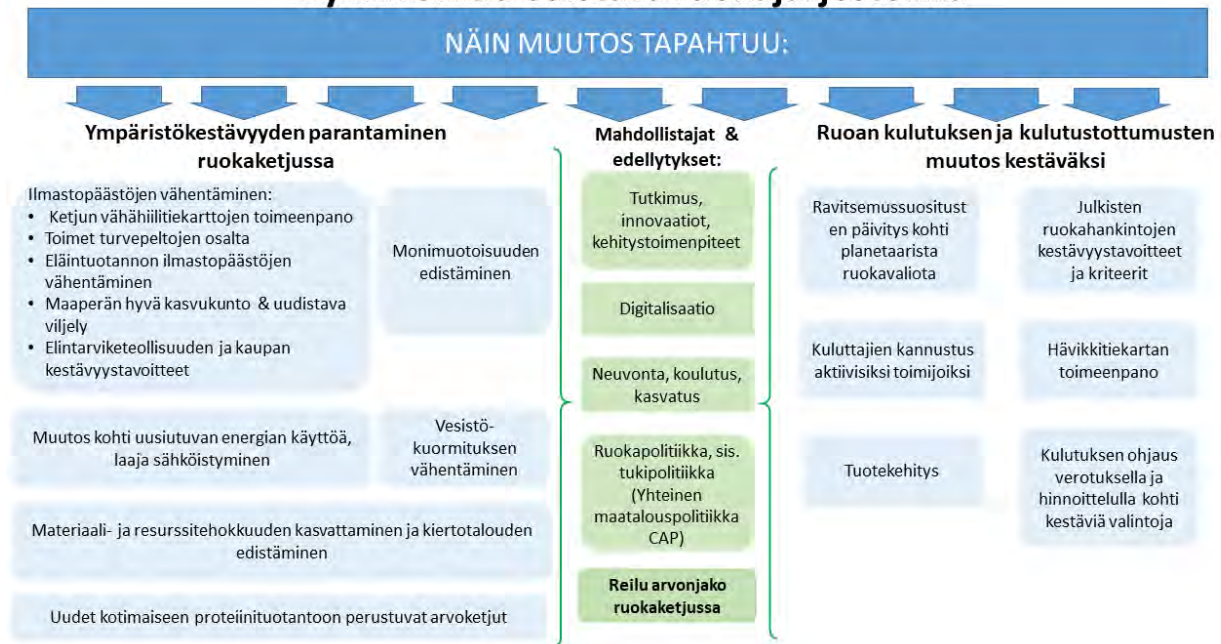 NÄIN MUUTOS TAPAHTUU:
Ympäristökestävyyden parantaminen
ruokaketjussa
Ilmastopäästöjen vähentäminen:
• Ketjun vähähiilitiekarttojen toimeenpano
• Toimet turvepeltojen osalta
• Eläintuotannon ilmastopäästöjen
vähentäminen
• Maaperän hyvä kasvukunto & uudistava
viljely
• Elintarviketeollisuuden ja kaupan
kestävyystavoitteet
Monimuotoisuuden
edistäminen
Muutos kohti uusiutuvan energian käyttöä,
laaja sähköistyminen
Vesistö-
kuormituksen
vähentäminen
Materiaali- ja resurssitehokkuuden kasvattaminen ja kiertotalouden
edistäminen
Uudet kotimaiseen proteiinituotantoon perustuvat arvoketjut
Mahdollistajat &
edellytykset:
Tutkimus,
innovaatiot,
kehitystoimenpiteet
Digitalisaatio
Neuvonta, koulutus,
kasvatus
Ruokapolitiikka, sis.
tukipolitiikka
(Yhteinen
maatalouspolitiikka
CAP)
Reilu arvonjako
ruokaketjussa
Ruoan kulutuksen ja kulutustottumusten
muutos kestäväksi
Ravitsemussuositust
en päivitys kohti
planetaarista
ruokavaliota
Julkisten
ruokahankintojen
kestävyystavoitteet
ja kriteerit
Kuluttajien kannustus
aktiivisiksi toimijoiksi
Hävikkitiekartan
toimeenpano
Tuotekehitys
Kulutuksen ohjaus
verotuksella ja
hinnoittelulla kohti
kestäviä valintoja